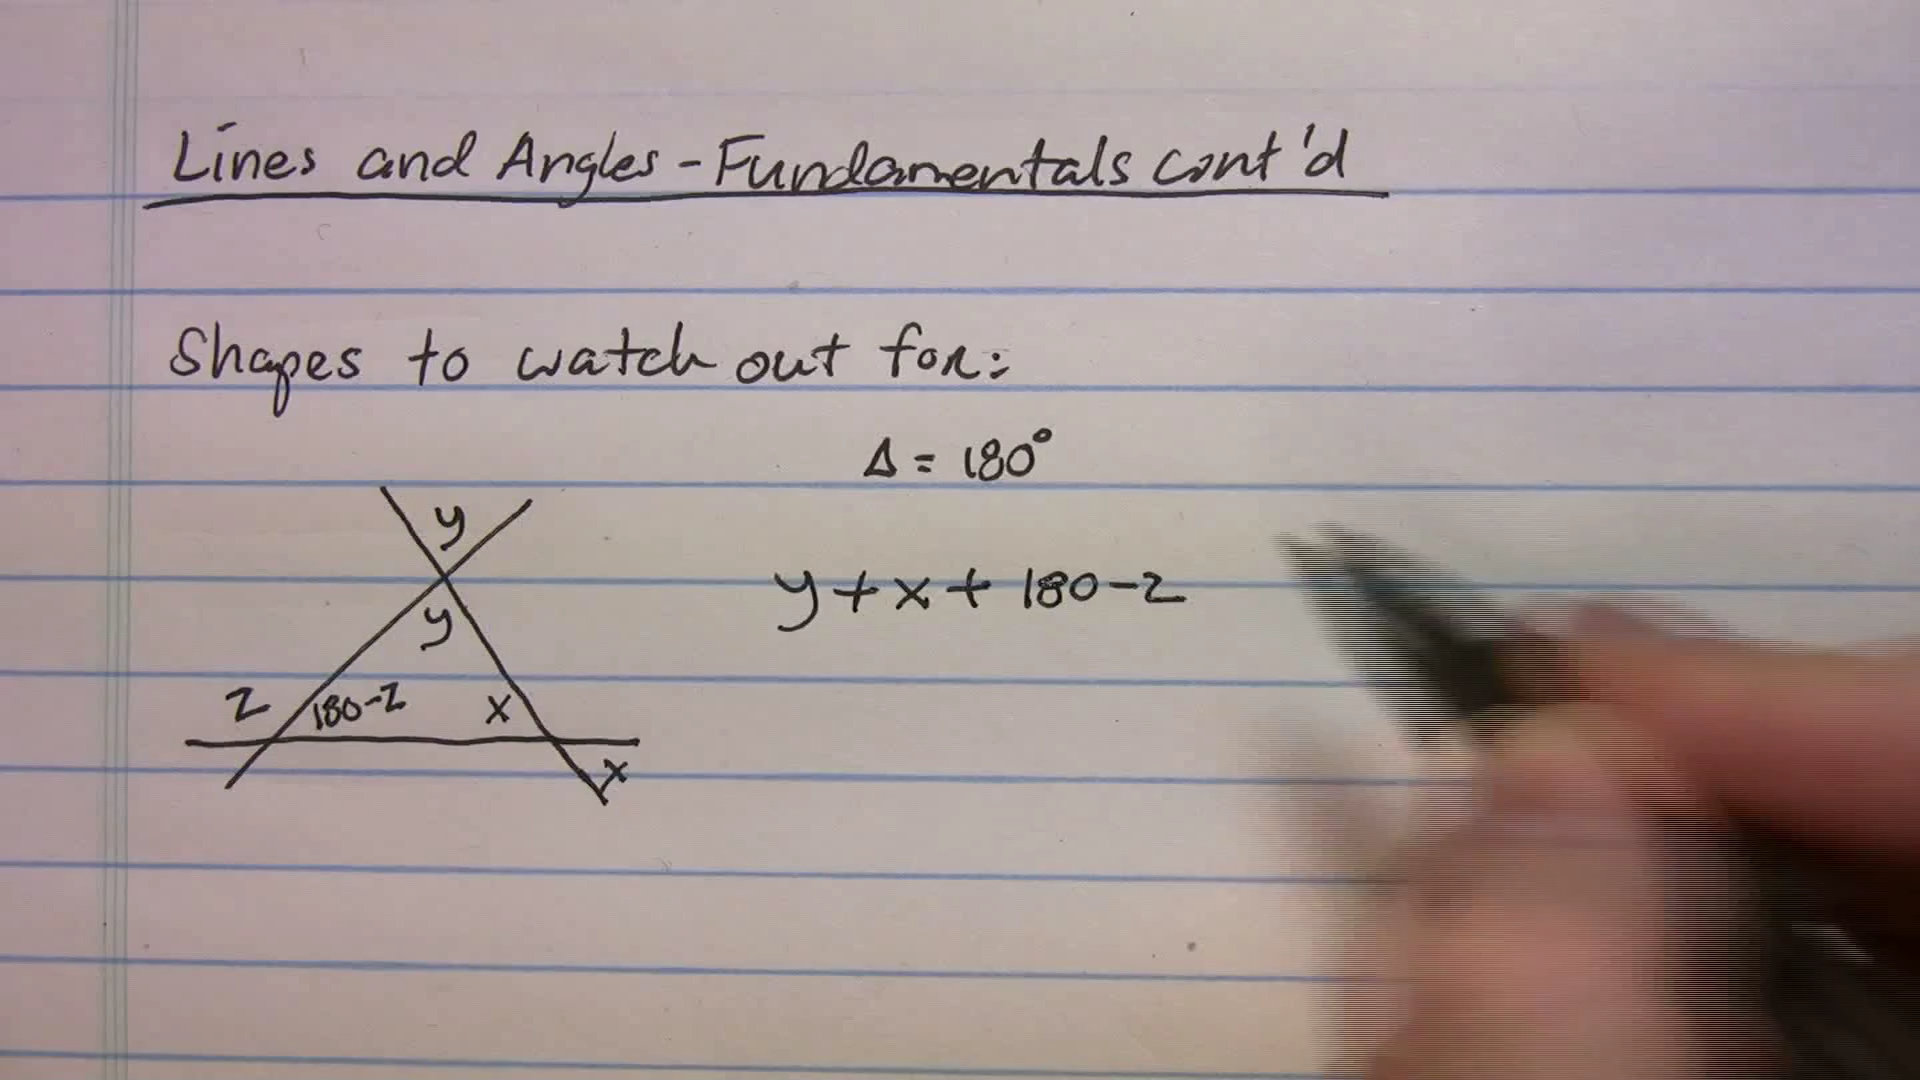 Lines and Angles - Fundamentals cont'd
Shapes to watch out for:
Δ = 180°
y
y + x + 180 - z
y
z 180-z x
x